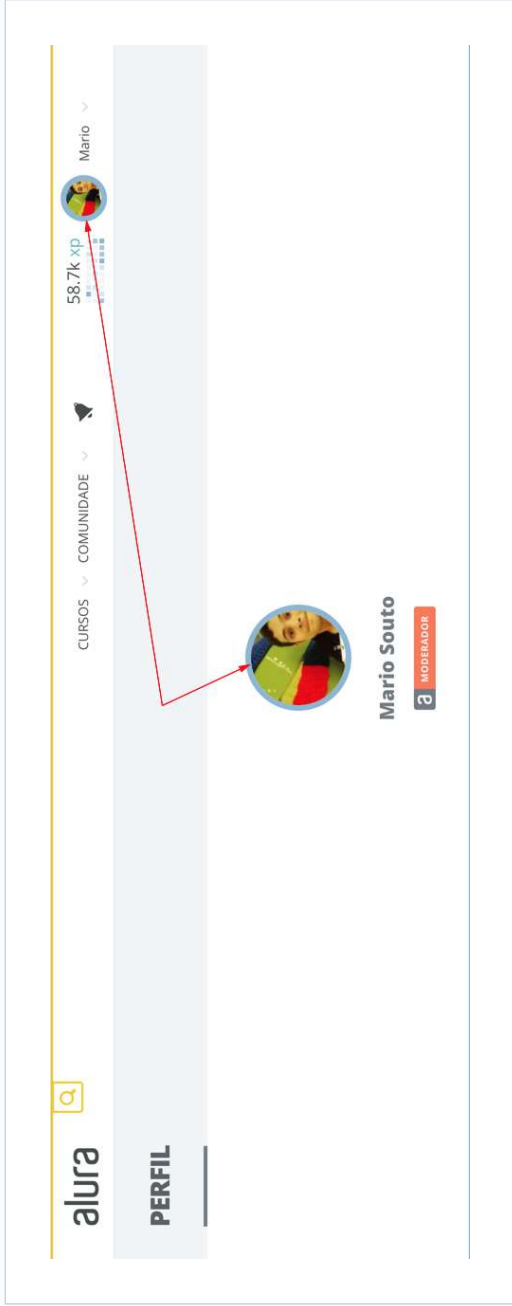 alura
CURSOS COMUNIDADE
58.7k xp
Mario
PERFIL
Mario Souto
a MODERADOR